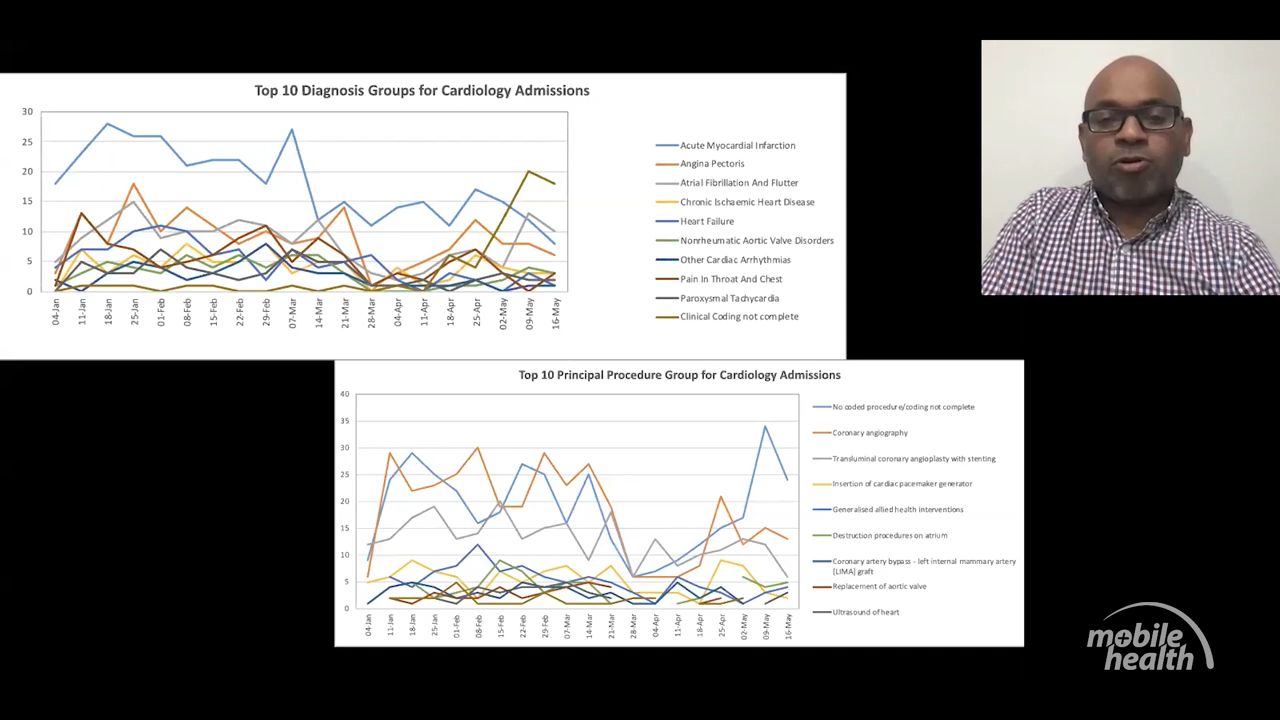 Top 10 Diagnosis Groups for Cardiology Admissions
30
25
20
15
10
5
0
04-Jan
11-Jan
18-Jan
25-Jan
01-Feb
08-Feb
15-Feb
22-Feb
29-Feb
07-Mar
14-Mar
21-Mar
28-Mar
04-Apr
11-Apr
18-Apr
25-Apr
02-May
09-May
16-May
Acute Myocardial Infarction
Angina Pectoris
Atrial Fibrillation And Flutter
Chronic Ischaemic Heart Disease
Heart Failure
Nonrheumatic Aortic Valve Disorders
Other Cardiac Arrhythmias
Pain In Throat And Chest
Paroxysmal Tachycardia
Clinical Coding not complete
Top 10 Principal Procedure Group for Cardiology Admissions
40
35
30
25
20
15
10
5
0
04-Jan
11-Jan
18-Jan
25-Jan
01-Feb
08-Feb
15-Feb
22-Feb
29-Feb
07-Mar
14-Mar
21-Mar
28-Mar
04-Apr
11-Apr
18-Apr
25-Apr
02-May
09-May
16-May
No coded procedure/coding not complete
Coronary angiography
Transluminal coronary angioplasty with stenting
Insertion of cardiac pacemaker generator
Generalised allied health interventions
Destruction procedures on atrium
Coronary artery bypass - left internal mammary artery
[LIMA] graft
Replacement of aortic valve
Ultrasound of heart
mobile
health